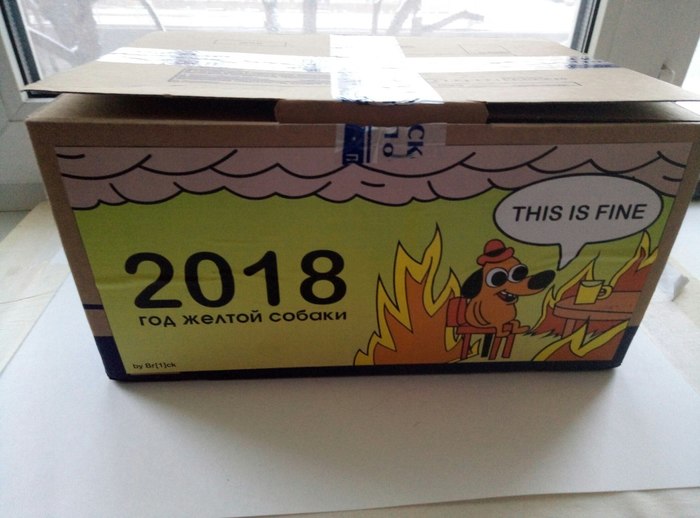 THIS IS FINE
2018
год желтой собаки
by Br[1]ck